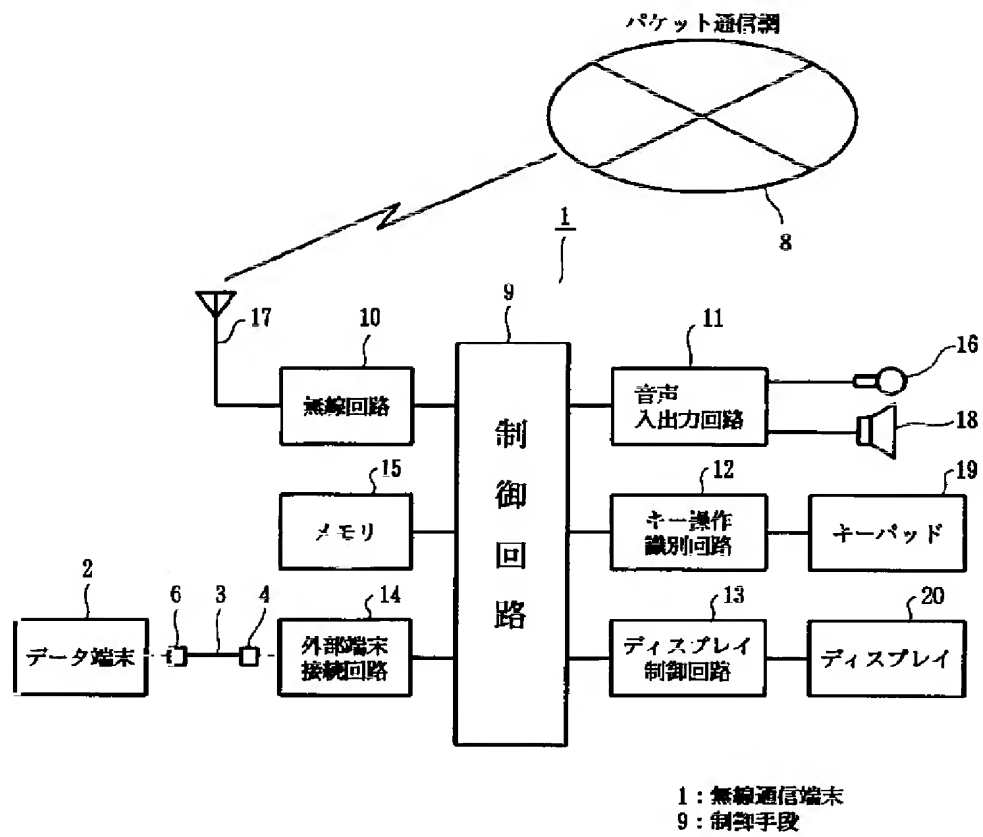 パケット通信網
8
1
17
10
9
11
16
無線回路
音声
入出力回路
18
制御回路
15
12
19
メモリ
キー操作
識別回路
キーパッド
2
6
3
4
14
13
20
データ端末
外部端末
接続回路
ディスプレイ
制御回路
ディスプレイ
1:無線通信端末
9:制御手段